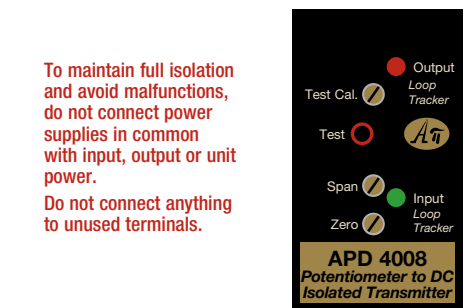 To maintain full isolation
and avoid malfunctions,
do not connect power
supplies in common
with input, output or unit
power.
Do not connect anything
to unused terminals.
Output
Loop
Tracker
Test Cal.
Test
Span
Input
Loop
Tracker
Zero
APD 4008
Potentiometer to DC
Isolated Transmitter